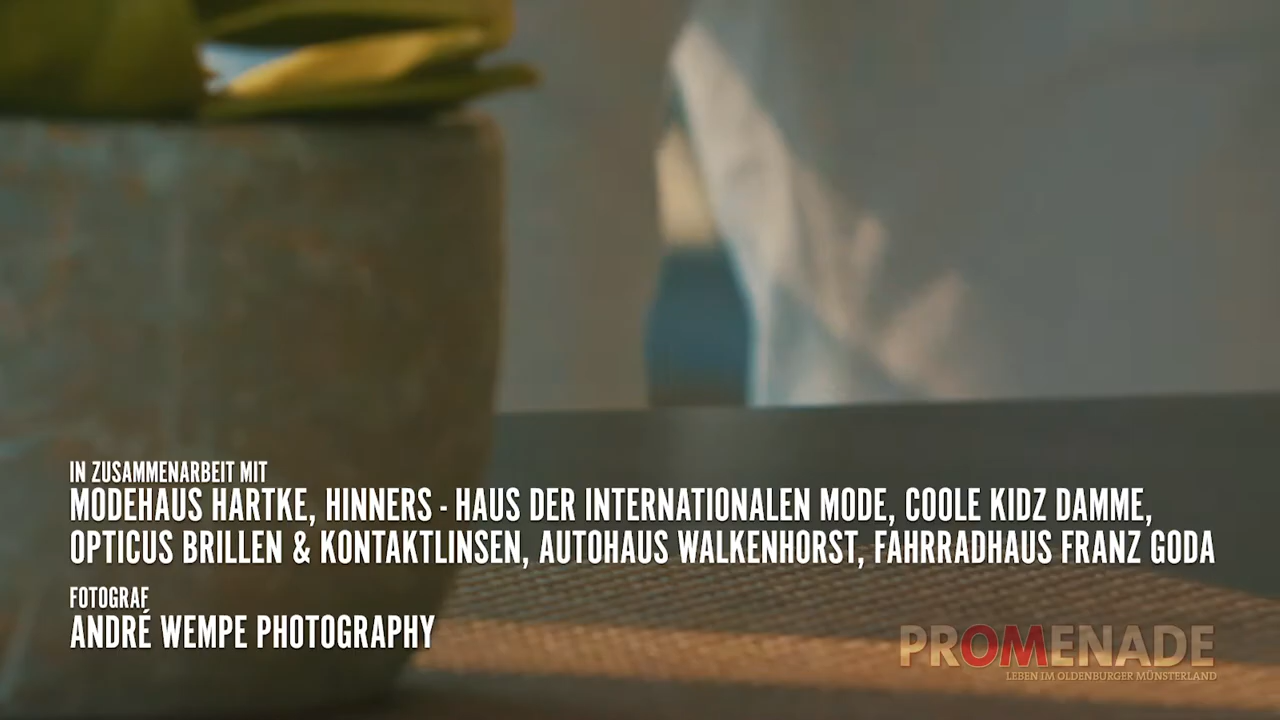 IN ZUSAMMENARBEIT MIT
MODEHAUS HARTKE, HINNERS - HAUS DER INTERNATIONALEN MODE, COOLE KIDZ DAMME,
OPTICUS BRILLEN & KONTAKTLINSEN, AUTOHAUS WALKENHORST, FAHRRADHAUS FRANZ GODA
FOTOGRAF
ANDRÉ WEMPE PHOTOGRAPHY
PROMENADE
LEBEN IM OLDENBURGER MÜNSTERLAND